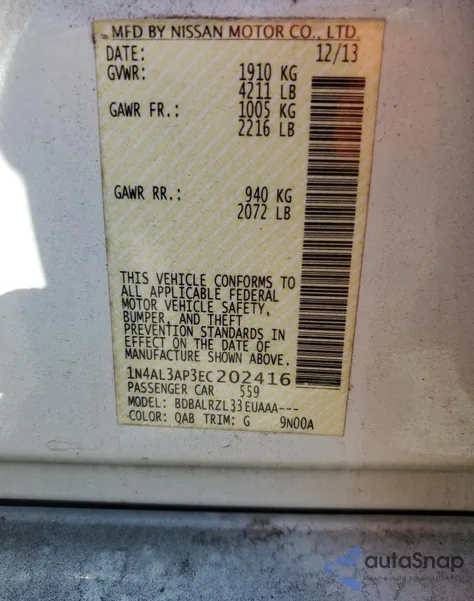 MFD BY NISSAN MOTOR CO., LTD.
DATE: 12/13
GVWR: 1910 KG
4211 LB
GAWR FR.: 1005 KG
2216 LB
GAWR RR.: 940 KG
2072 LB
THIS VEHICLE CONFORMS TO
ALL APPLICABLE FEDERAL
MOTOR VEHICLE SAFETY,
BUMPER, AND THEFT
PREVENTION STANDARDS IN
EFFECT ON THE DATE OF
MANUFACTURE SHOWN ABOVE.
1N4AL3AP3EC202416
PASSENGER CAR 559
MODEL: BDBALRZL33EUAAA---
COLOR: QAB TRIM: G 9N00A
autoSnap